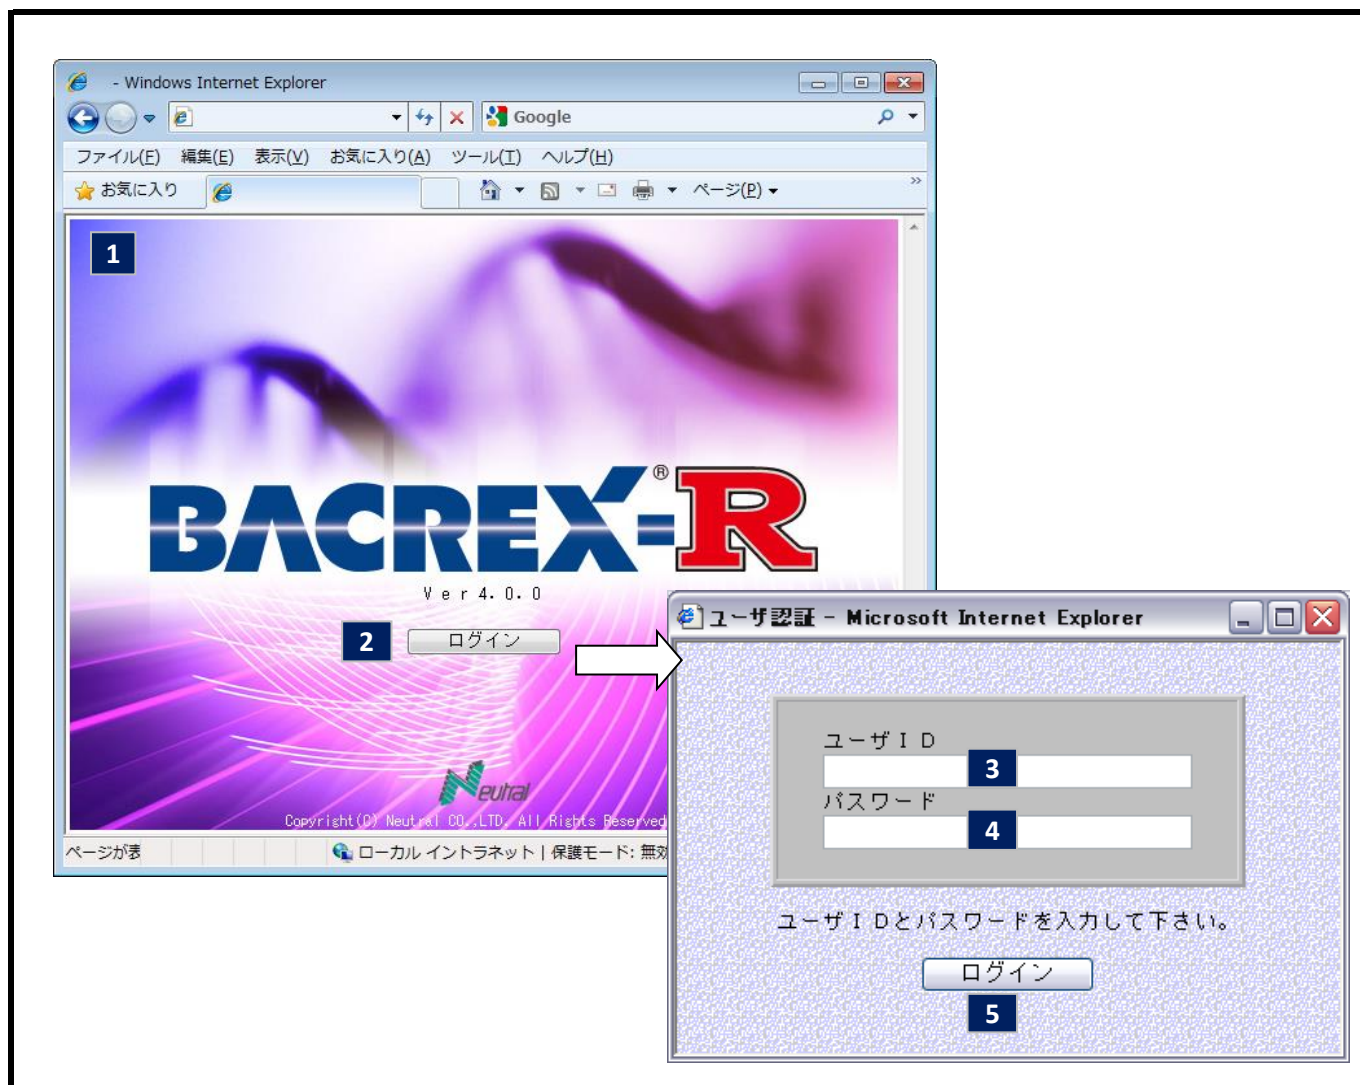 - Windows Internet Explorer
Google
ファイル(F) 編集(E) 表示(V) お気に入り(A) ツール(T) ヘルプ(H)
お気に入り ページ(P)
1
BACREX®-R
Ver4.0.0
2 ログイン
Neutral
Copyright(C) Neutral CO.,LTD. All Rights Reserved
ページが表 ローカル イントラネット | 保護モード: 無効
ユーザ認証 - Microsoft Internet Explorer
ユーザＩＤ
3
パスワード
4
ユーザＩＤとパスワードを入力して下さい。
ログイン
5